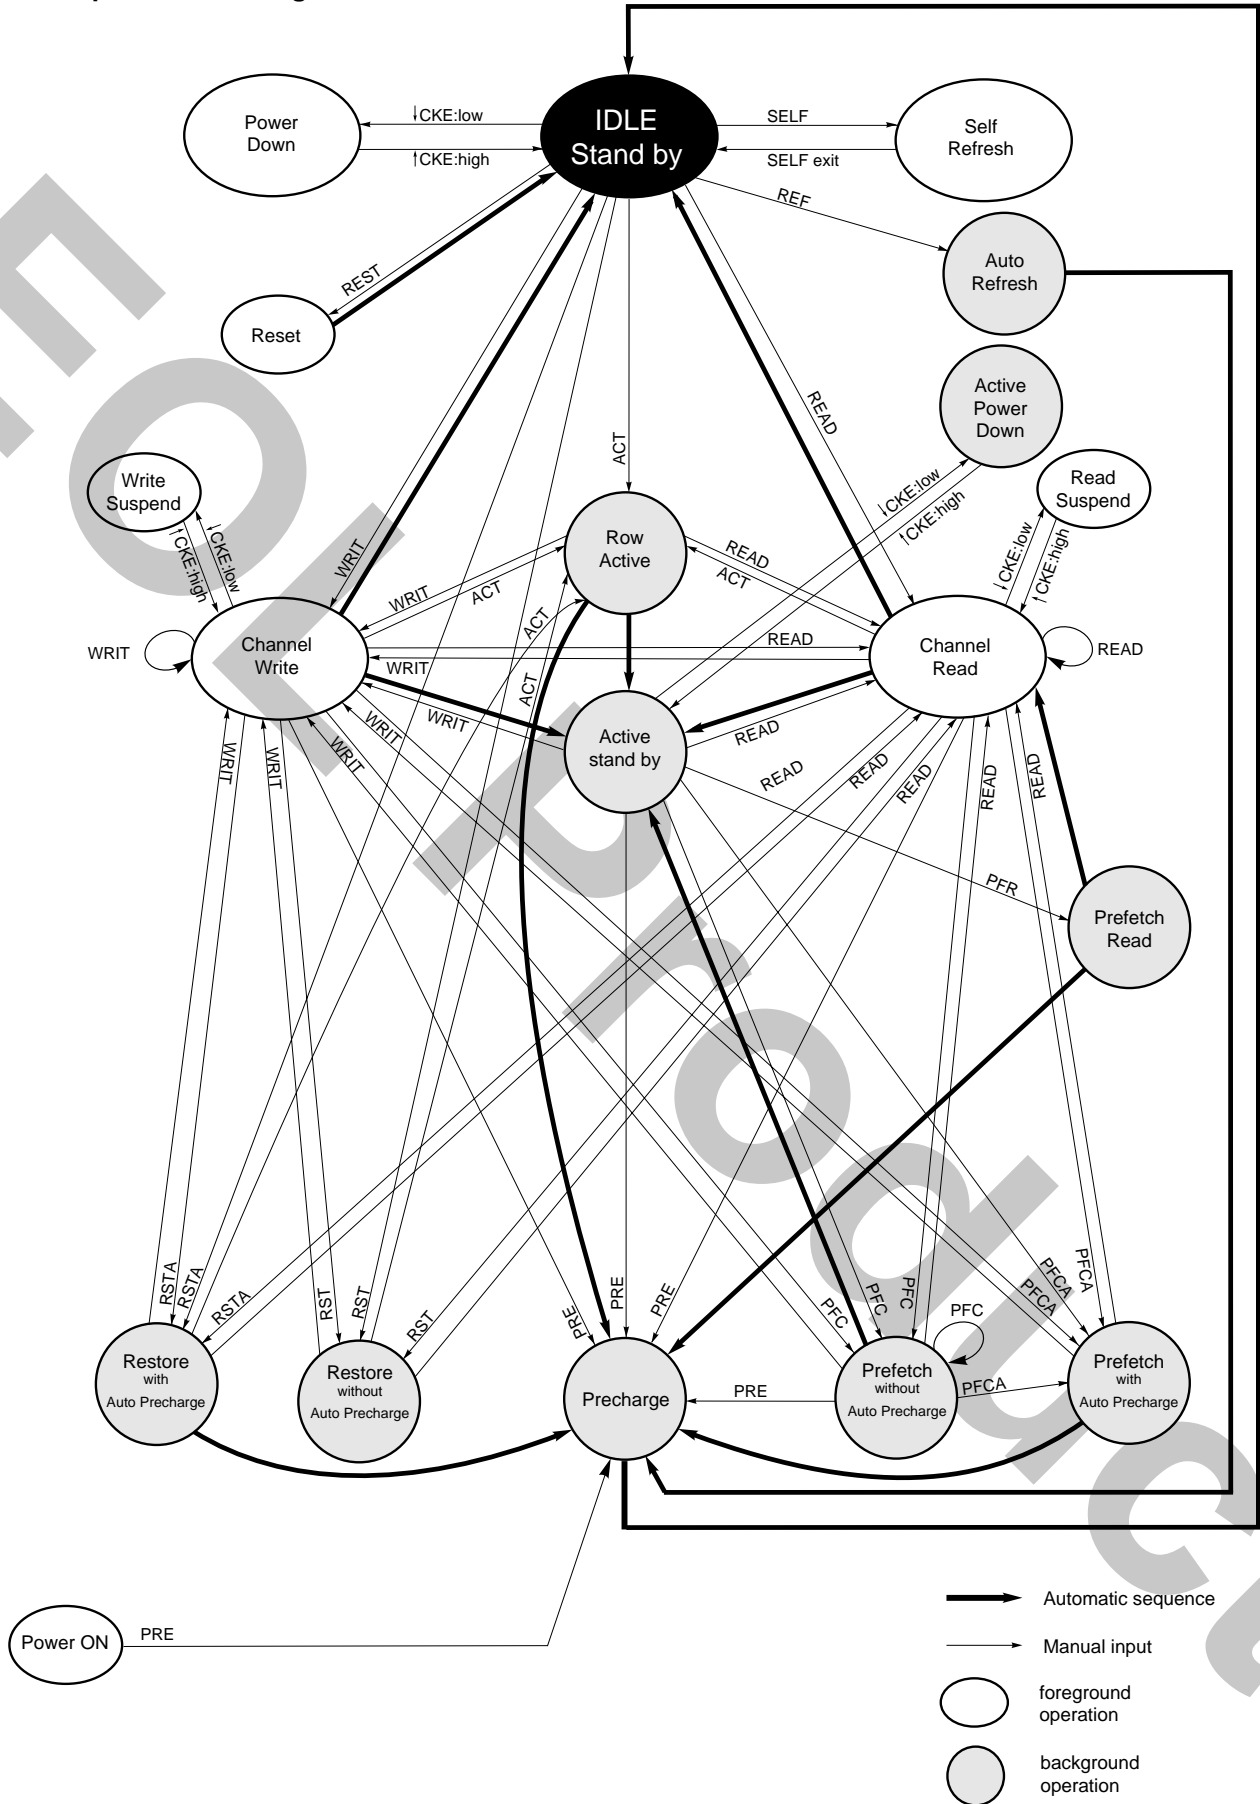 IDLE
Stand by
Power
Down
↓CKE:low
↑CKE:high
SELF
SELF exit
Self
Refresh
REF
Auto
Refresh
REST
Reset
Active
Power
Down
READ
ACT
Write
Suspend
Read
Suspend
↓CKE:low
↑CKE:high
↑CKE:high
↓CKE:low
↓CKE:low
↑CKE:high
WRIT
Row
Active
READ
ACT
WRIT
ACT
ACT
WRIT
Channel
Write
READ
WRIT
Channel
Read
READ
ACT
WRIT
Active
stand by
READ
WRIT
WRIT
WRIT
WRIT
READ
READ
READ
READ
READ
PFR
Prefetch
Read
RSTA
RSTA
RSTA
RST
RST
RST
PRE
PRE
PRE
PFC
PFC
PFC
PFC
PFCA
PFCA
PFCA
Restore
with
Auto Precharge
Restore
without
Auto Precharge
Precharge
PRE
Prefetch
without
Auto Precharge
PFCA
Prefetch
with
Auto Precharge
Power ON
PRE
Automatic sequence
Manual input
foreground
operation
background
operation
EOL Product